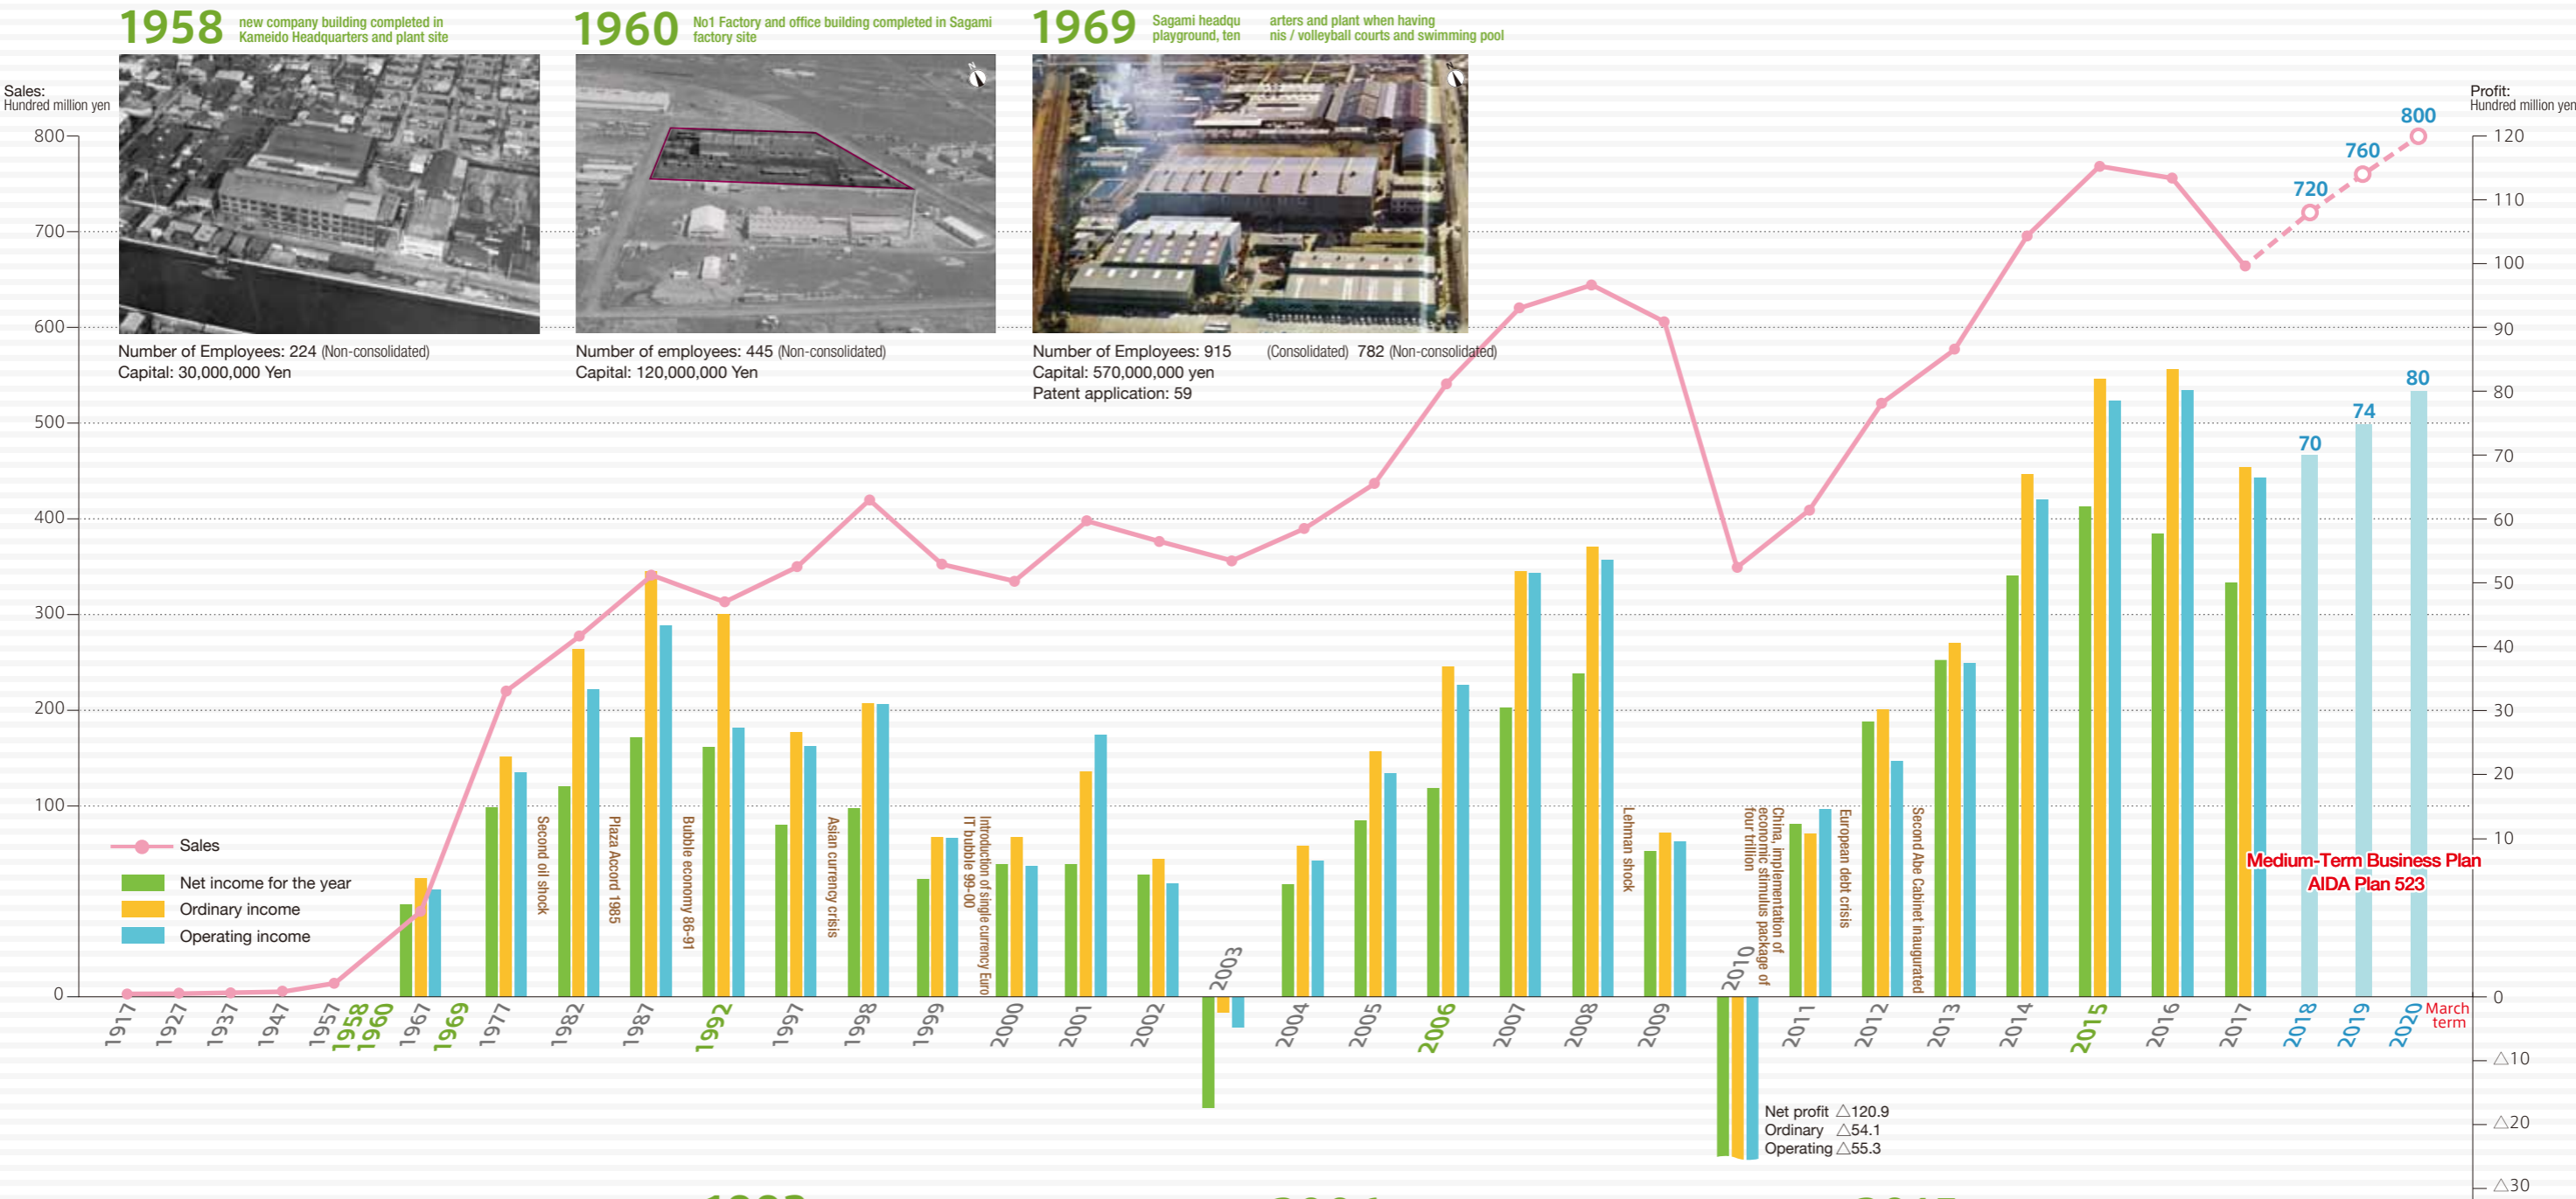 1958 new company building completed in
Kameido Headquarters and plant site
1960 No1 Factory and office building completed in Sagami
factory site
1969 Sagami headqu arters and plant when having
playground, ten nis / volleyball courts and swimming pool
N
N
Number of Employees: 224 (Non-consolidated)
Capital: 30,000,000 Yen
Number of employees: 445 (Non-consolidated)
Capital: 120,000,000 Yen
Number of Employees: 915 (Consolidated) 782 (Non-consolidated)
Capital: 570,000,000 yen
Patent application: 59
Sales:
Hundred million yen
800
700
600
500
400
300
200
100
0
Profit:
Hundred million yen
120
110
100
90
80
70
60
50
40
30
20
10
0
△10
△20
△30
720
760
800
70
74
80
Sales
Net income for the year
Ordinary income
Operating income
Second oil shock
Plaza Accord 1985
Bubble economy 86-91
Asian currency crisis
Introduction of single currency Euro
IT bubble 99-00
Lehman shock
China, implementation of
economic stimulus package of
four trillion
European debt crisis
Second Abe Cabinet inaugurated
Medium-Term Business Plan
AIDA Plan 523
1917
1927
1937
1947
1957
1958
1960
1967
1969
1977
1982
1987
1992
1997
1998
1999
2000
2001
2002
2003
2004
2005
2006
2007
2008
2009
2010
2011
2012
2013
2014
2015
2016
2017
2018
2019
2020
March
term
Net profit △120.9
Ordinary △54.1
Operating △55.3